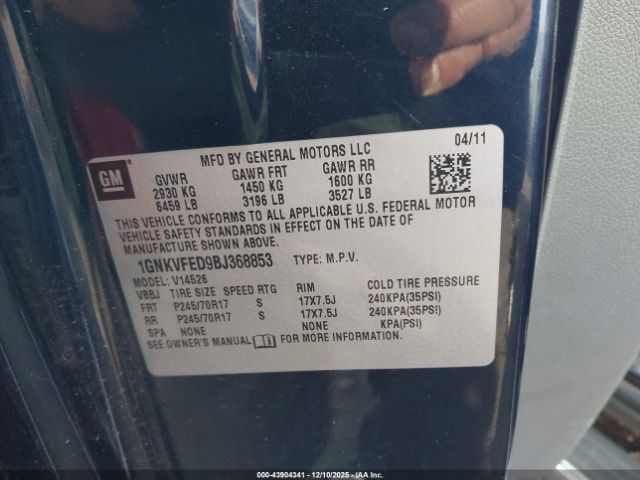 MFD BY GENERAL MOTORS LLC 04/11
GM
GVWR GAWR FRT GAWR RR
2930 KG 1450 KG 1600 KG
6459 LB 3196 LB 3527 LB
THIS VEHICLE CONFORMS TO ALL APPLICABLE U.S. FEDERAL MOTOR
VEHICLE SAFETY STANDARDS IN EFFECT ON THE DATE OF
MANUFACTURE SHOWN ABOVE.
1GNKVFED9BJ368853 TYPE: M.P.V.
MODEL: V14526
VBBJ TIRE SIZE SPEED RTG RIM COLD TIRE PRESSURE
FRT P245/70R17 S 17X7.5J 240KPA(35PSI)
RR P245/70R17 S 17X7.5J 240KPA(35PSI)
SPA NONE NONE KPA(PSI)
SEE OWNER'S MANUAL FOR MORE INFORMATION.
000-43904341 - 12/10/2025 - IAA